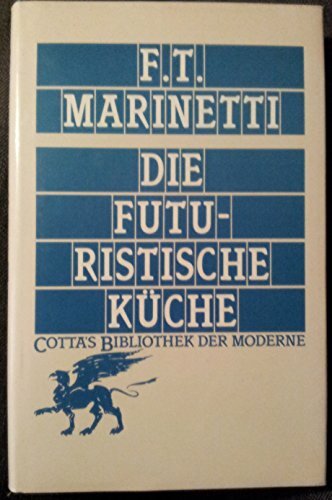 F.T.
MARINETTI
DIE
FUTU-
RISTISCHE
KÜCHE
COTTA'S BIBLIOTHEK DER MODERNE